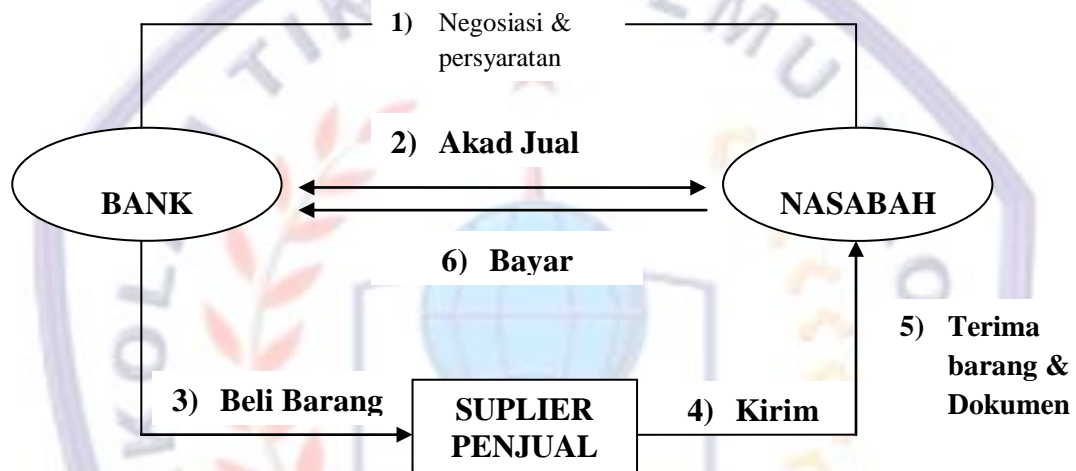 1) Negosiasi &
persyaratan
2) Akad Jual
BANK
NASABAH
6) Bayar
5) Terima
barang &
Dokumen
3) Beli Barang
SUPLIER
PENJUAL
4) Kirim